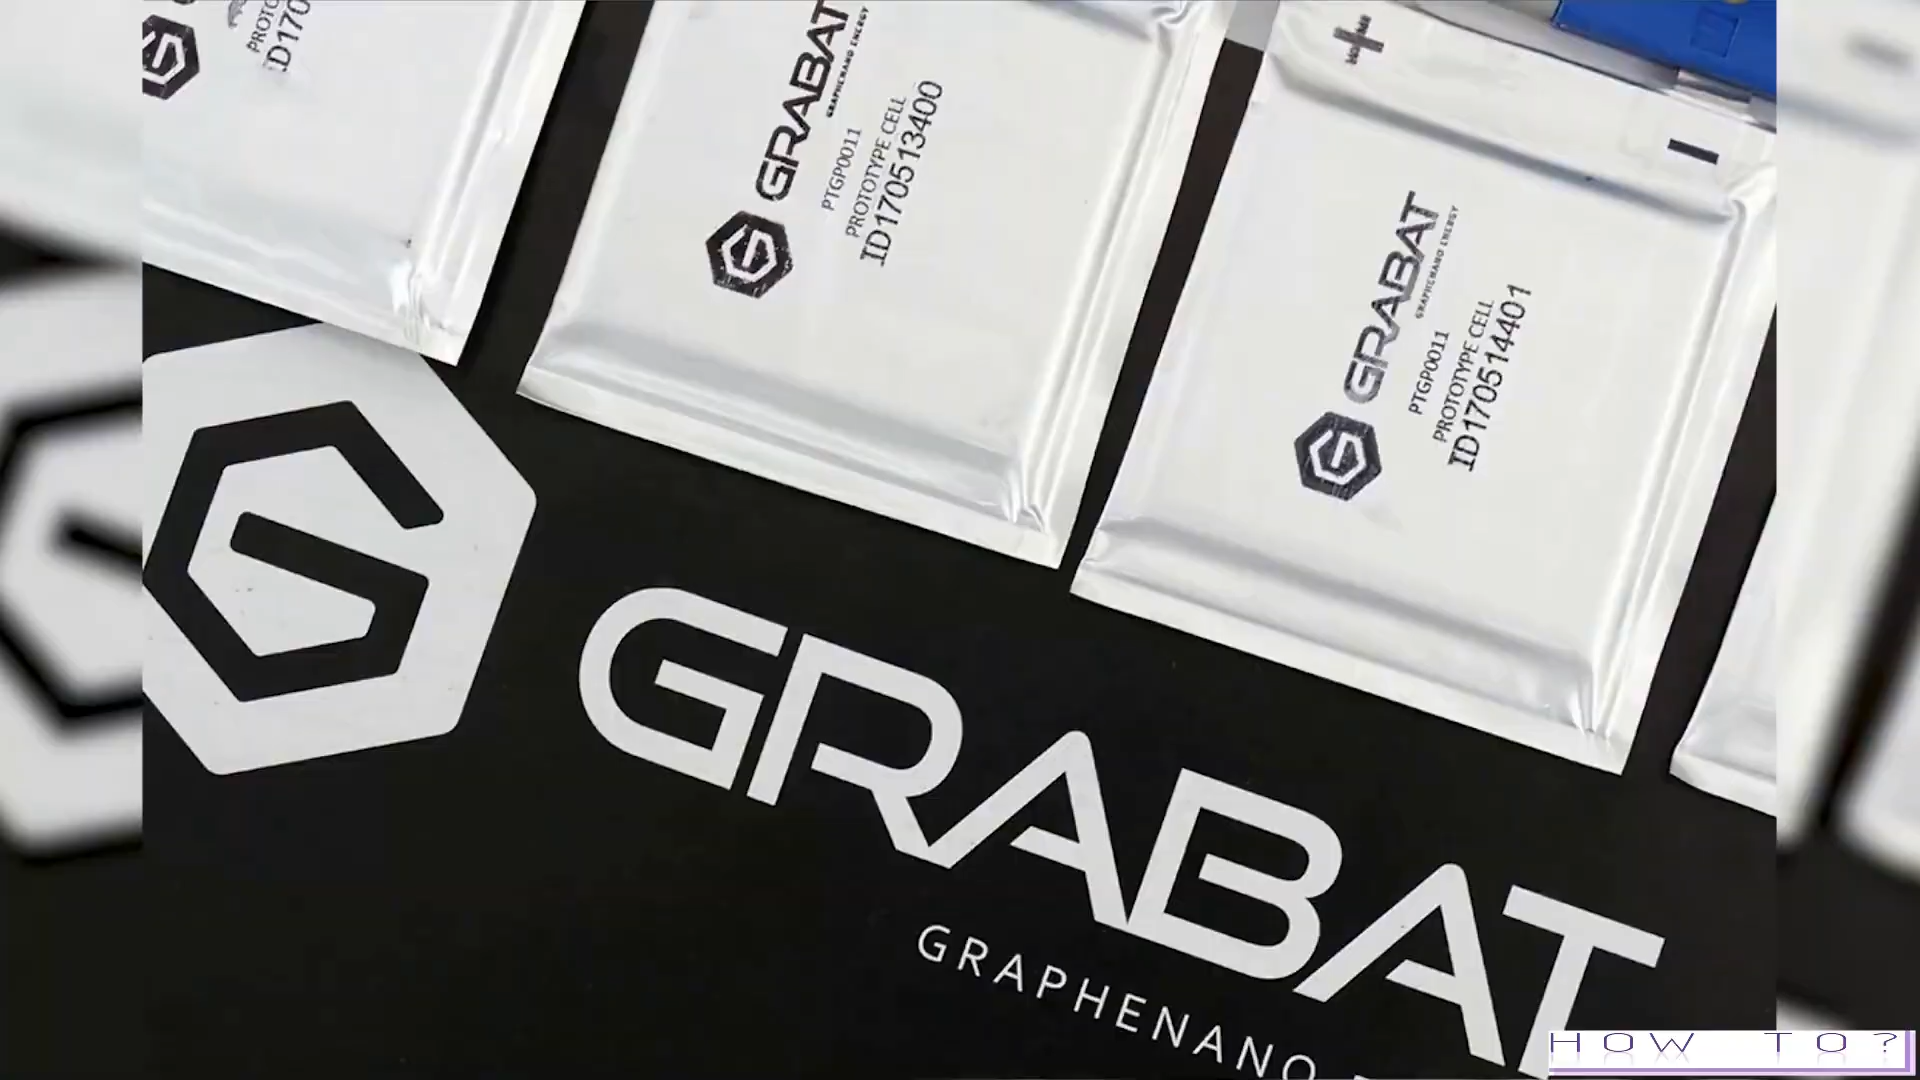 PROTO
ID170
GRABAT
GRAPHENANO ENERGY
PTGP0011
PROTOTYPE CELL
ID170513400
GRABAT
GRAPHENANO ENERGY
PTGP0011
PROTOTYPE CELL
ID170514401
GRABAT
GRAPHENANO
HOW TO?